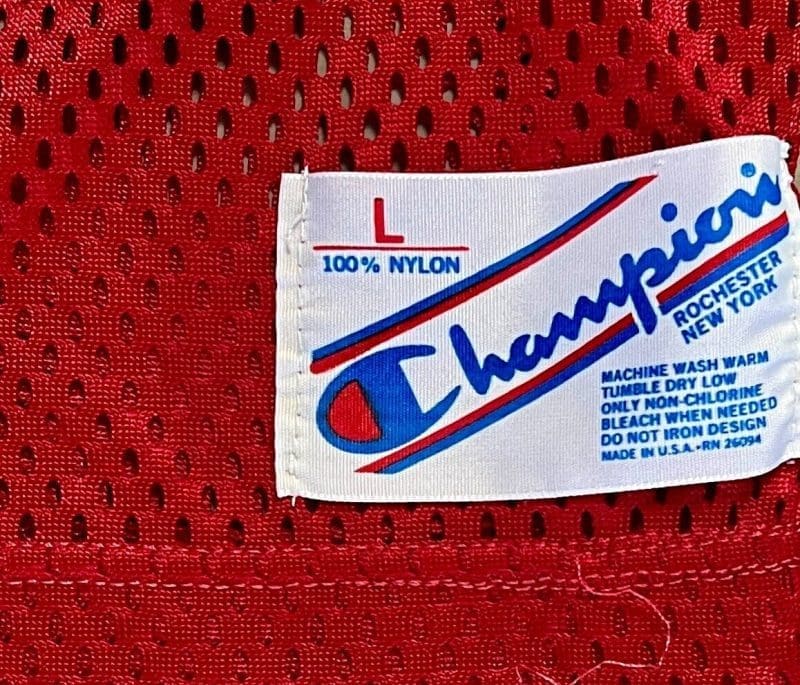 L
100% NYLON
Champion
ROCHESTER
NEW YORK
MACHINE WASH WARM
TUMBLE DRY LOW
ONLY NON-CHLORINE
BLEACH WHEN NEEDED
DO NOT IRON DESIGN
MADE IN U.S.A.•RN 26094